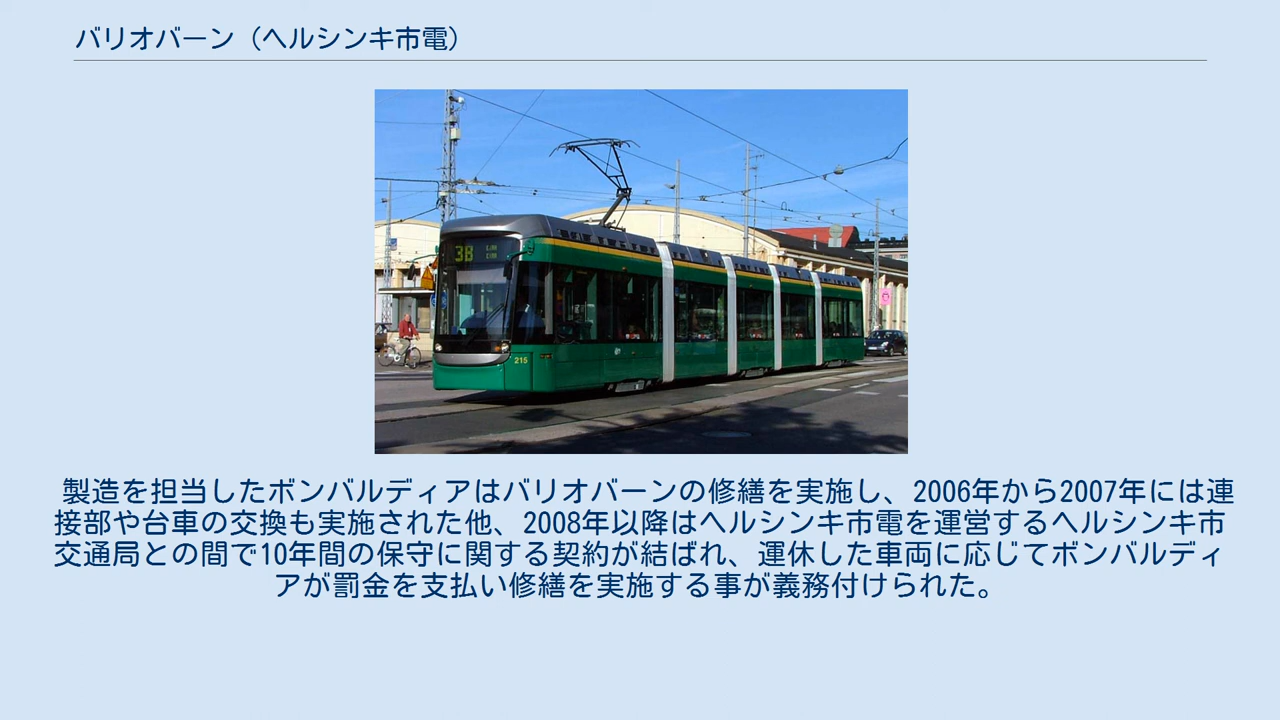 バリオバーン（ヘルシンキ市電）
3B
215
製造を担当したボンバルディアはバリオバーンの修繕を実施し、2006年から2007年には連
接部や台車の交換も実施された他、2008年以降はヘルシンキ市電を運営するヘルシンキ市
交通局との間で10年間の保守に関する契約が結ばれ、運休した車両に応じてボンバルディ
アが罰金を支払い修繕を実施する事が義務付けられた。